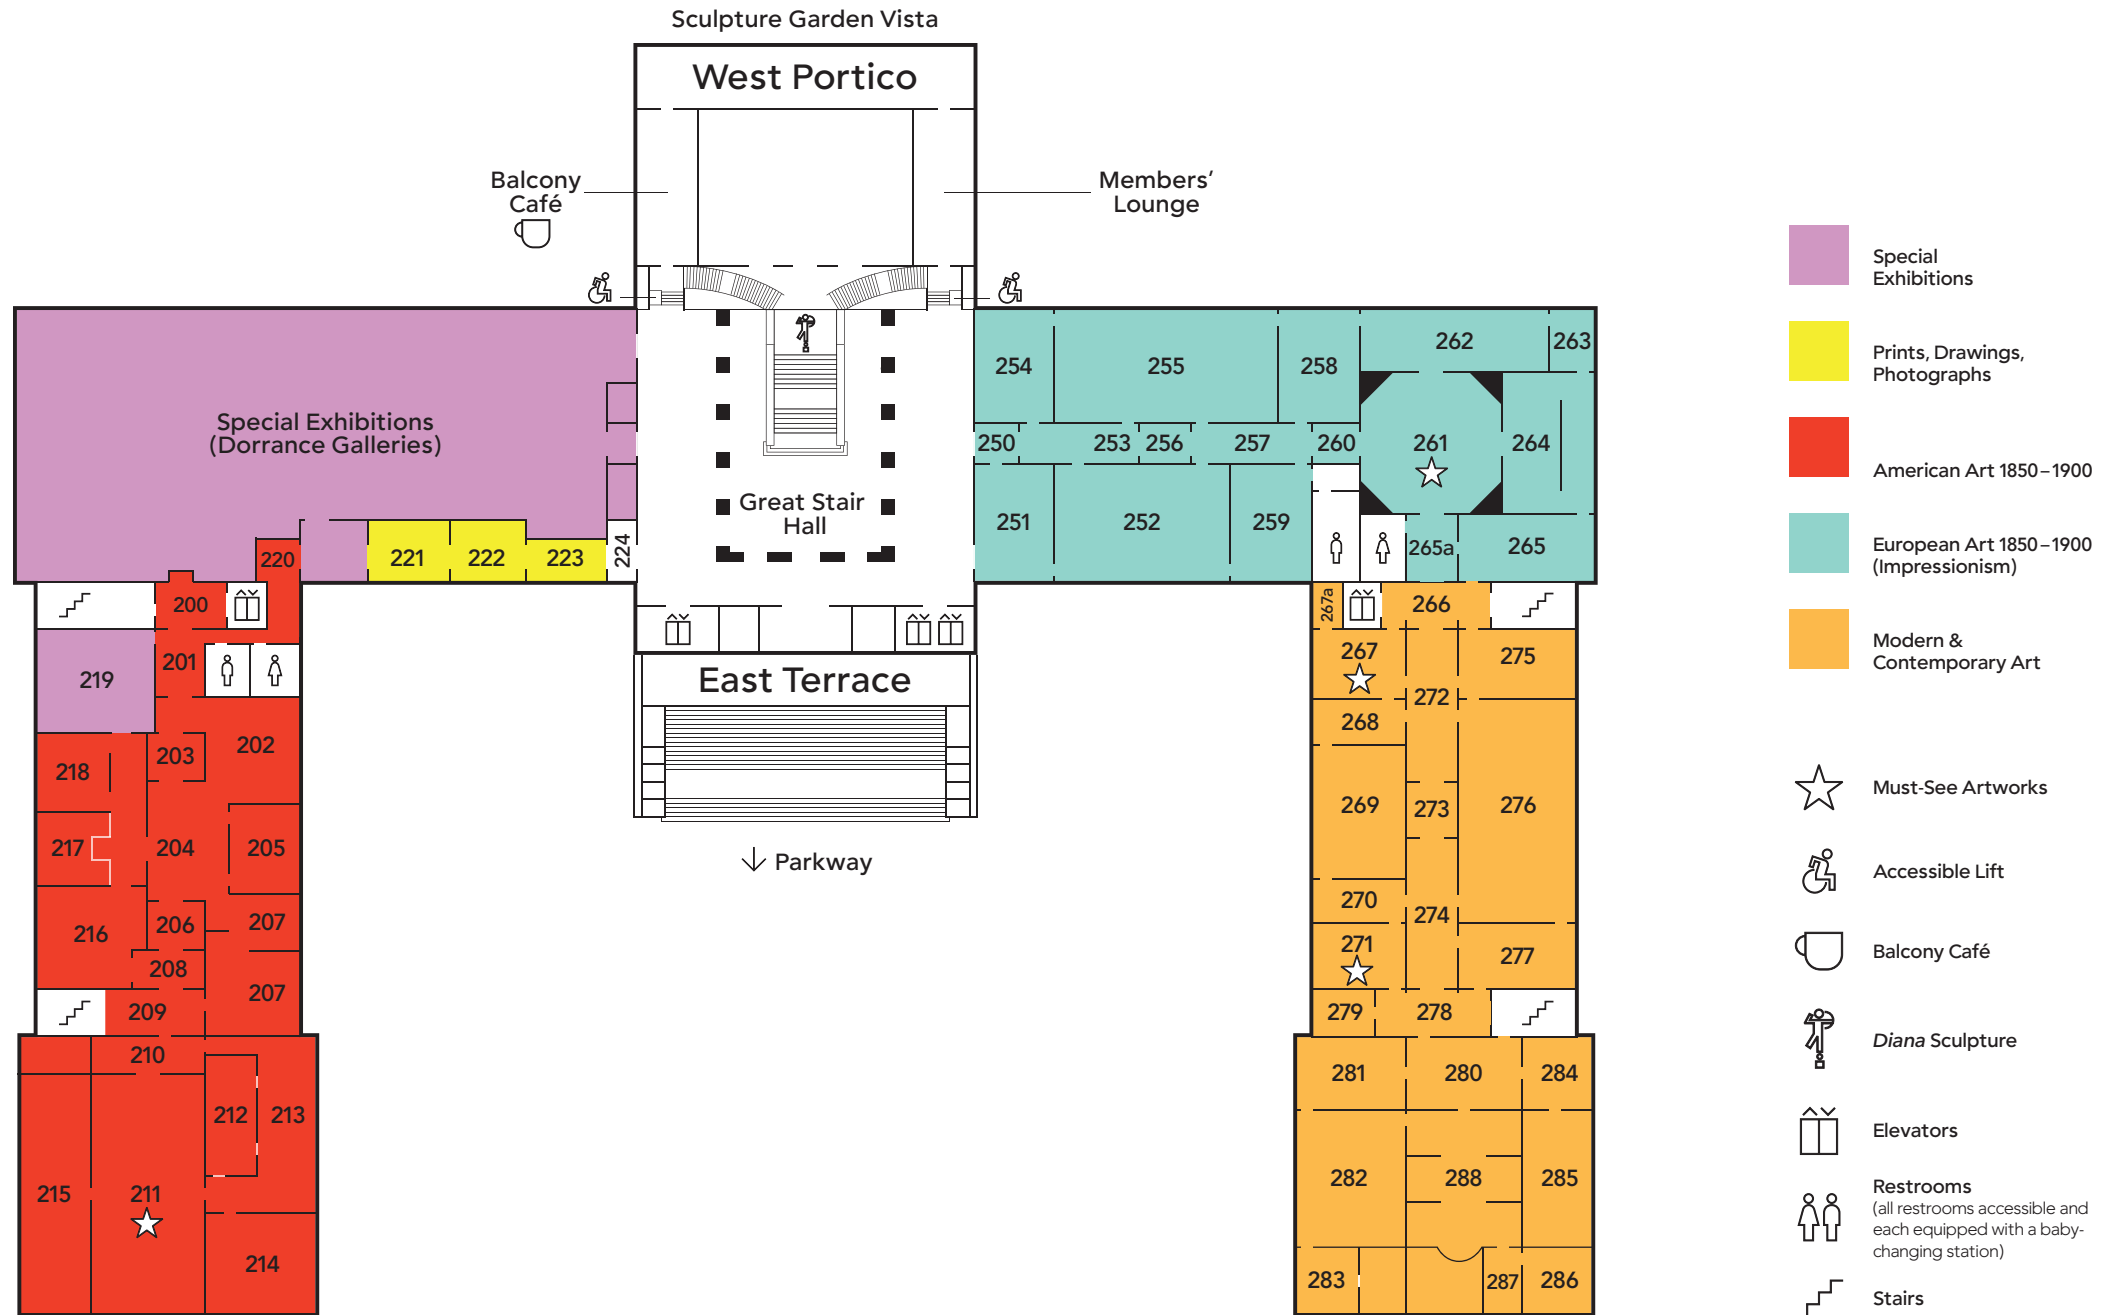 Sculpture Garden Vista
West Portico
Balcony
Café
Members’
Lounge
Special Exhibitions
(Dorrance Galleries)
Great Stair
Hall
East Terrace
Parkway
200
201
202
203
204
205
206
207
207
208
209
210
211
212
213
214
215
216
217
218
219
220
221
222
223
224
250
251
252
253
254
255
256
257
258
259
260
261
262
263
264
265
265a
266
267a
267
268
269
270
271
272
273
274
275
276
277
278
279
280
281
282
283
284
285
286
287
288
Special
Exhibitions
Prints, Drawings,
Photographs
American Art 1850–1900
European Art 1850–1900
(Impressionism)
Modern &
Contemporary Art
Must-See Artworks
Accessible Lift
Balcony Café
Diana Sculpture
Elevators
Restrooms
(all restrooms accessible and
each equipped with a baby-
changing station)
Stairs